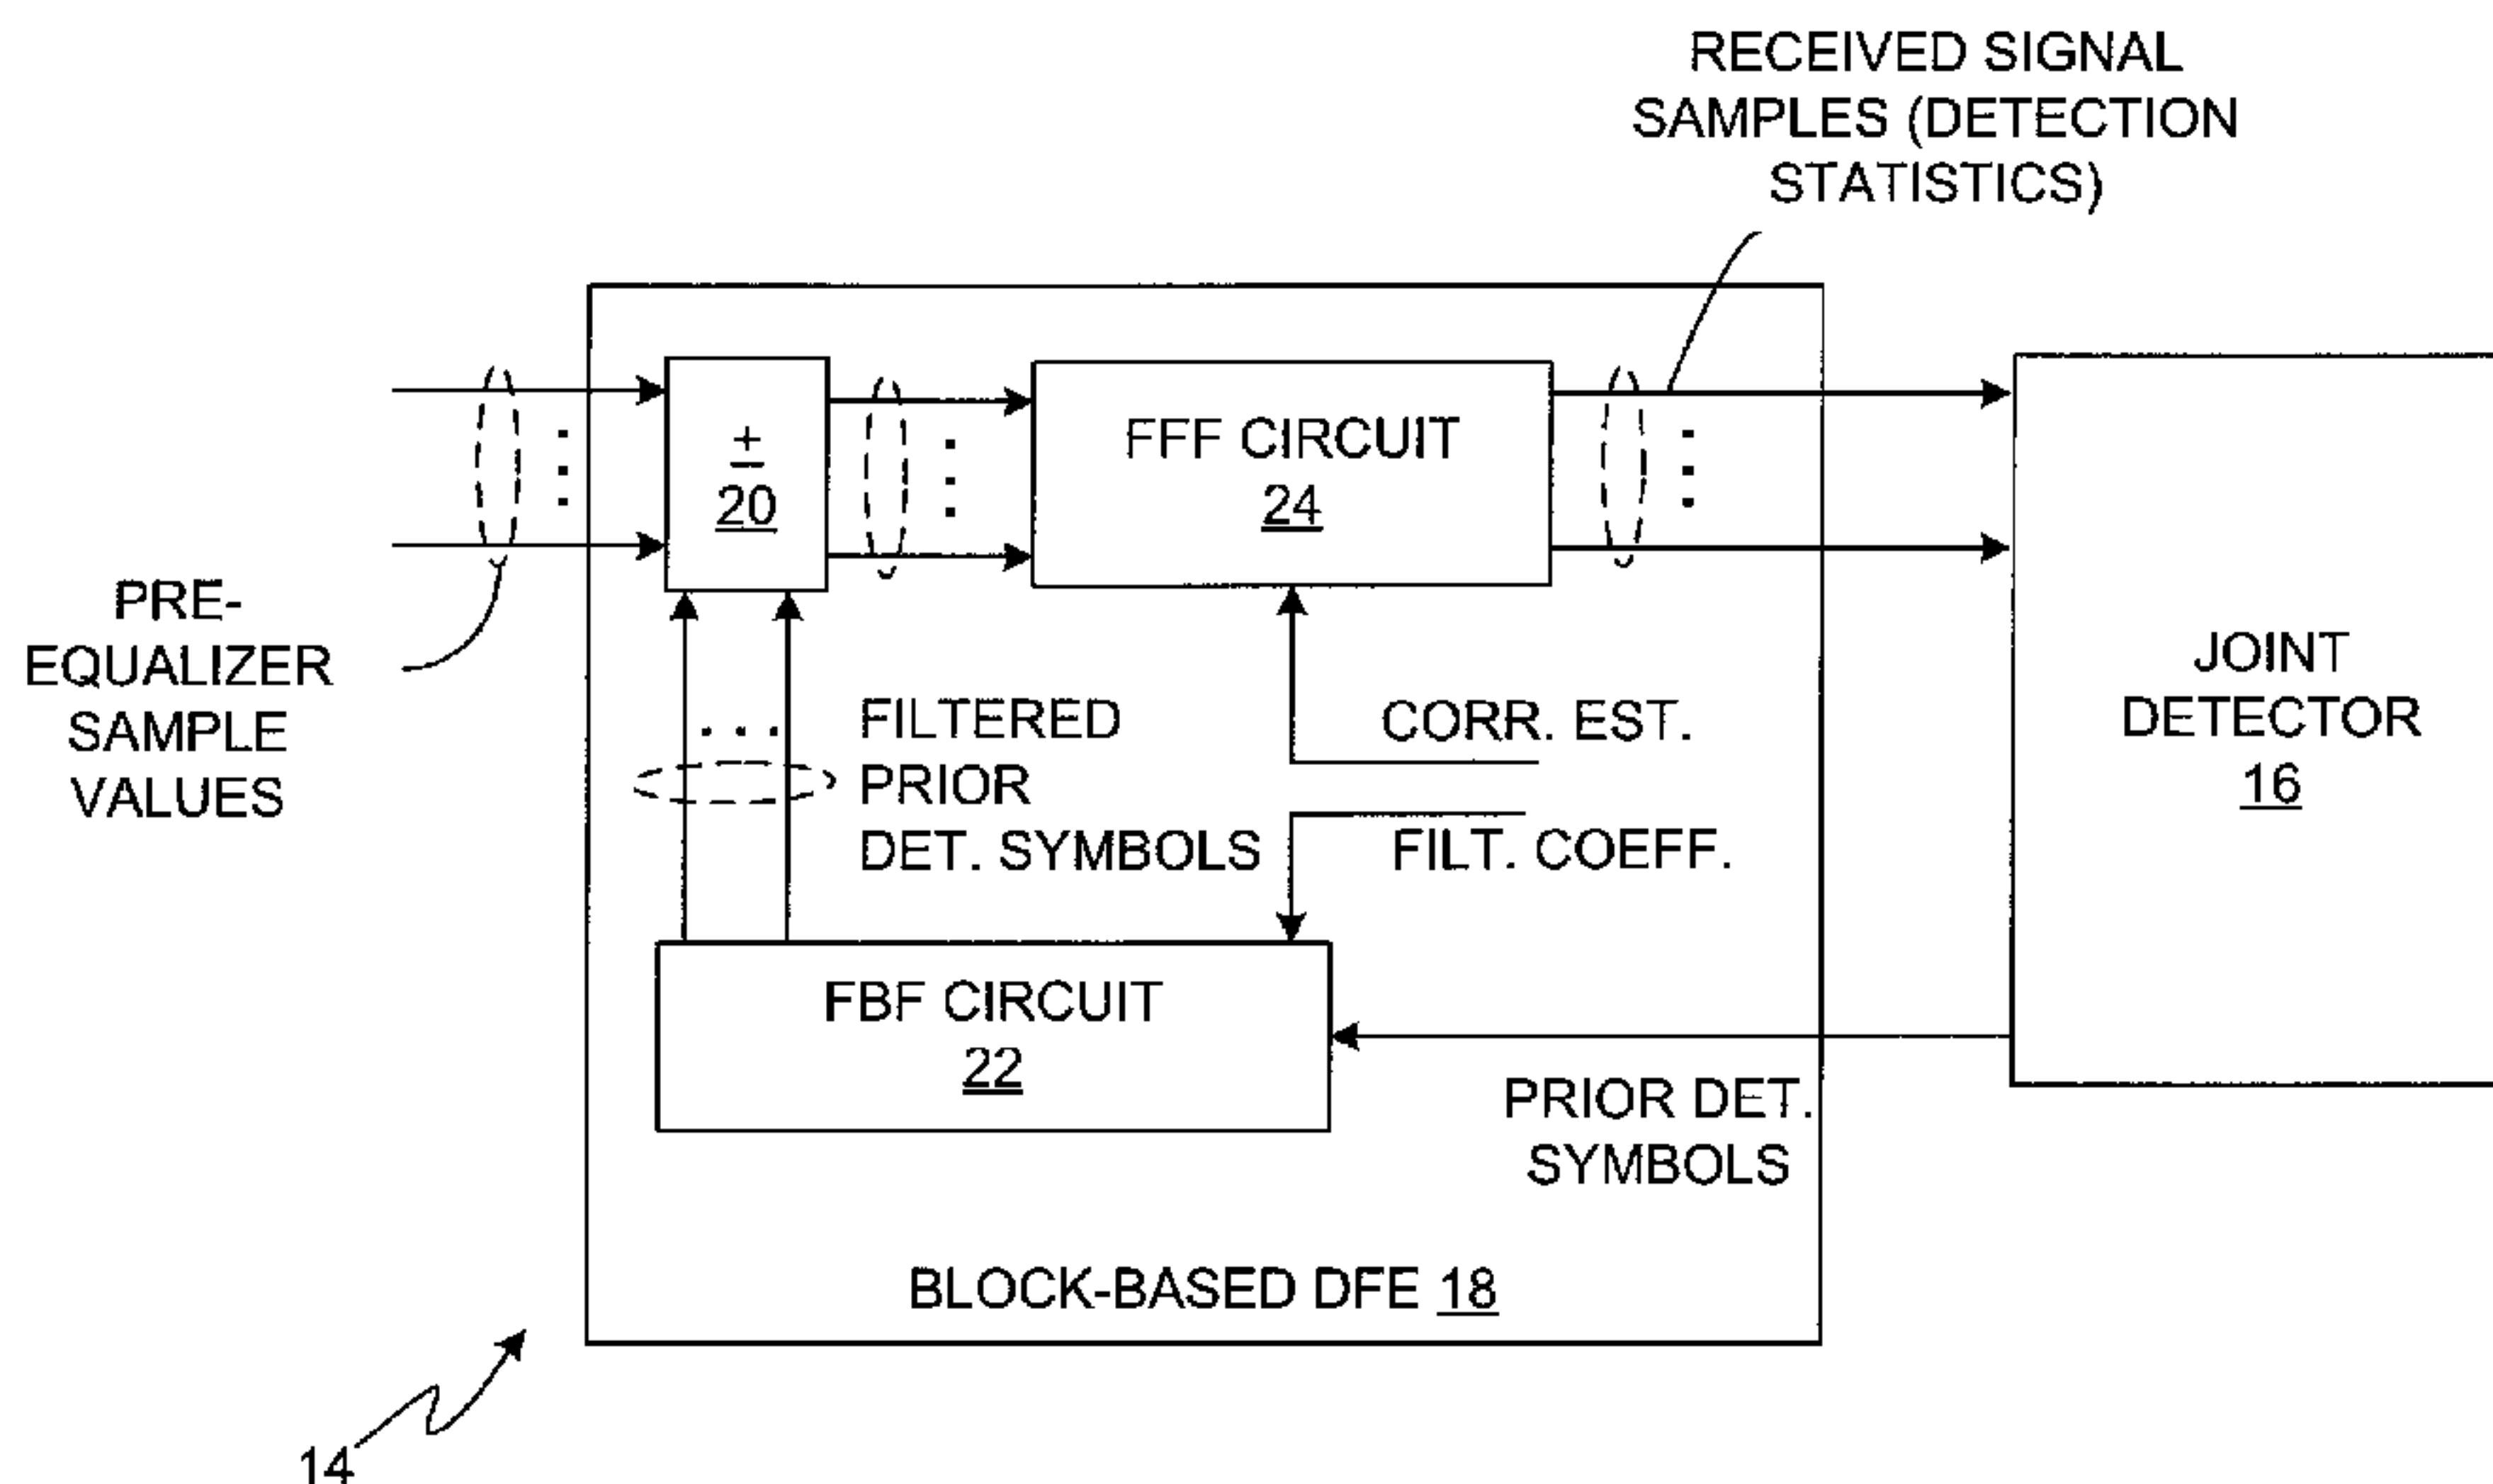 RECEIVED SIGNAL
SAMPLES (DETECTION
STATISTICS)
PRE-
EQUALIZER
SAMPLE
VALUES
+
20
FFF CIRCUIT
24
FILTERED
PRIOR
DET. SYMBOLS
CORR. EST.
FILT. COEFF.
JOINT
DETECTOR
16
FBF CIRCUIT
22
PRIOR DET.
SYMBOLS
BLOCK-BASED DFE 18
14